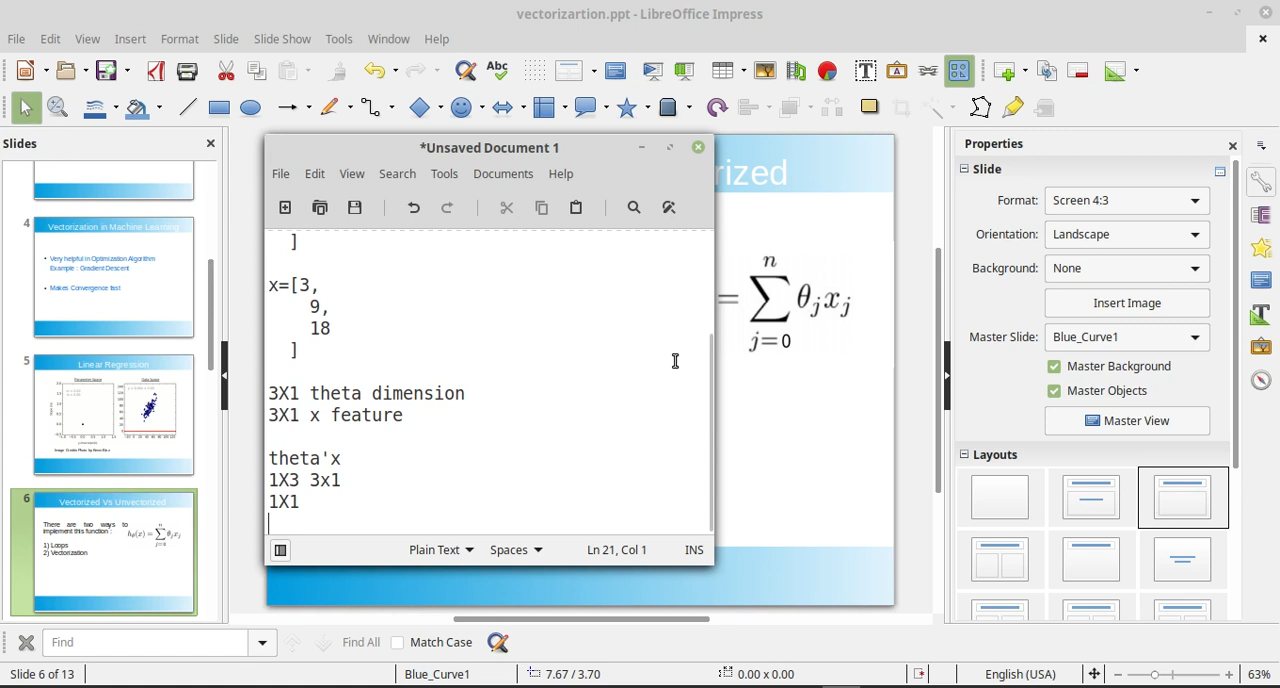 vectorizartion.ppt - LibreOffice Impress
File Edit View Insert Format Slide Slide Show Tools Window Help
Slides
4
Vectorization in Machine Learning
Very helpful in Optimization Algorithm
Example : Gradient Descent
Makes Convergence fast
5
Linear Regression
6
Vectorized Vs Unvectorized
There are two ways to
implement this function :
1) Loops
2) Vectorization
hθ(x) = ∑ⁿj=0 θjxj
*Unsaved Document 1
File Edit View Search Tools Documents Help
]
x=[3,
9,
18
]
3X1 theta dimension
3X1 x feature
theta'x
1X3 3x1
1X1
Plain Text Spaces Ln 21, Col 1 INS
rized
= ∑ⁿj=0 θjxj
Properties
Slide
Format: Screen 4:3
Orientation: Landscape
Background: None
Insert Image
Master Slide: Blue_Curve1
Master Background
Master Objects
Master View
Layouts
Find Find All Match Case
Slide 6 of 13 Blue_Curve1 7.67 / 3.70 0.00 x 0.00 English (USA) 63%